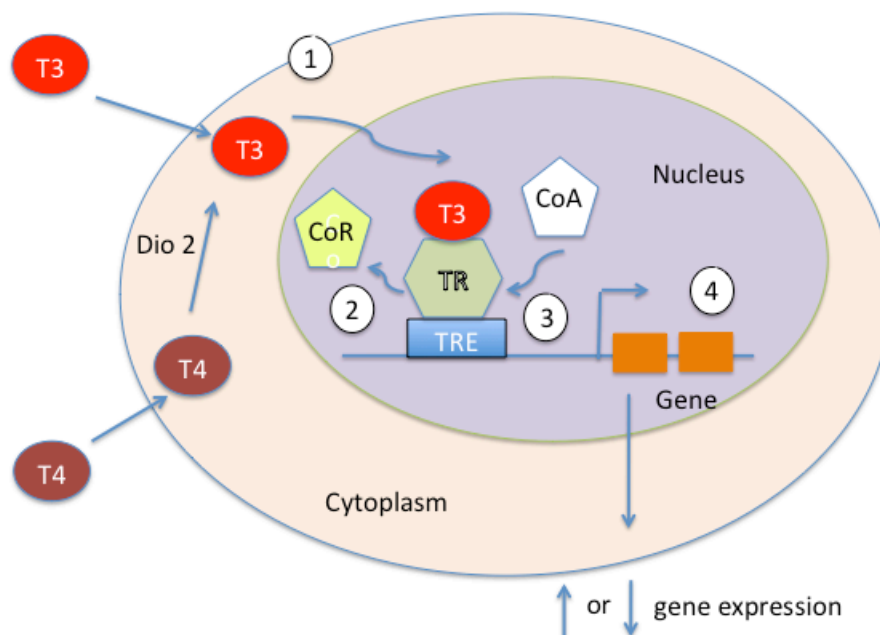 1
T3
T3
Nucleus
CoA
T3
CoR
Co
Dio 2
TR
4
2
3
TRE
T4
Gene
T4
Cytoplasm
or
gene expression